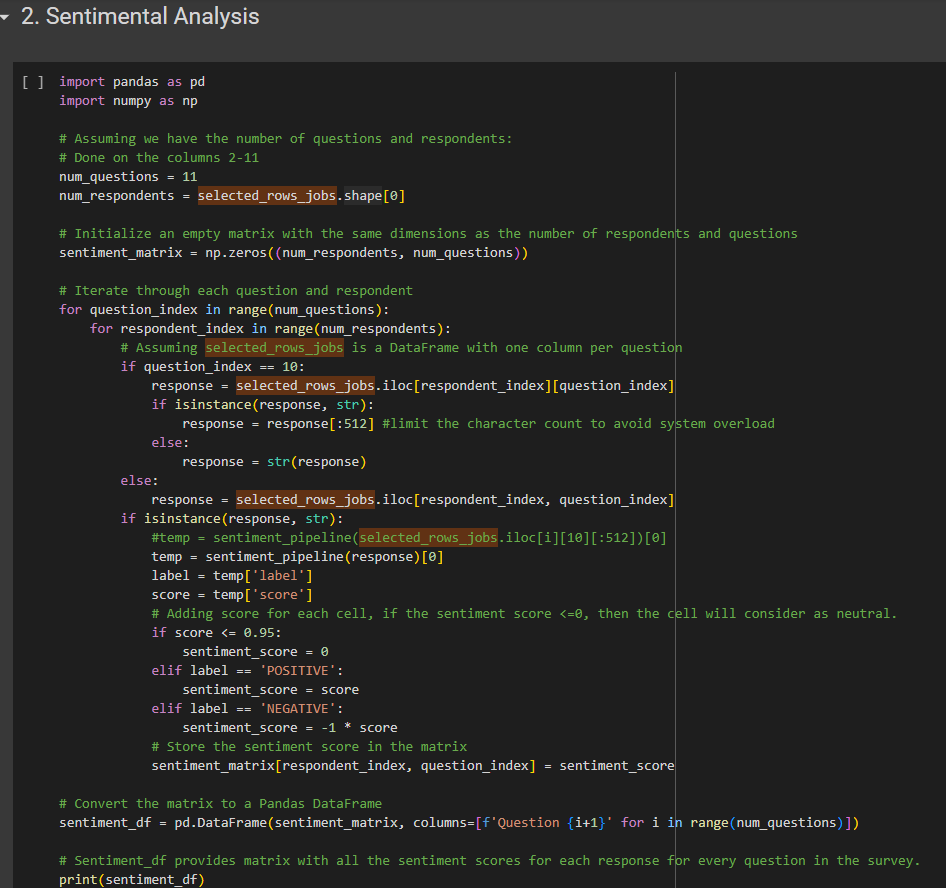 2. Sentimental Analysis
[ ] import pandas as pd
import numpy as np
# Assuming we have the number of questions and respondents:
# Done on the columns 2-11
num_questions = 11
num_respondents = selected_rows_jobs.shape[0]
# Initialize an empty matrix with the same dimensions as the number of respondents and questions
sentiment_matrix = np.zeros((num_respondents, num_questions))
# Iterate through each question and respondent
for question_index in range(num_questions):
for respondent_index in range(num_respondents):
# Assuming selected_rows_jobs is a DataFrame with one column per question
if question_index == 10:
response = selected_rows_jobs.iloc[respondent_index][question_index]
if isinstance(response, str):
response = response[:512] #limit the character count to avoid system overload
else:
response = str(response)
else:
response = selected_rows_jobs.iloc[respondent_index, question_index]
if isinstance(response, str):
#temp = sentiment_pipeline(selected_rows_jobs.iloc[i][10][:512])[0]
temp = sentiment_pipeline(response)[0]
label = temp['label']
score = temp['score']
# Adding score for each cell, if the sentiment score <=0, then the cell will consider as neutral.
if score <= 0.95:
sentiment_score = 0
elif label == 'POSITIVE':
sentiment_score = score
elif label == 'NEGATIVE':
sentiment_score = -1 * score
# Store the sentiment score in the matrix
sentiment_matrix[respondent_index, question_index] = sentiment_score
# Convert the matrix to a Pandas DataFrame
sentiment_df = pd.DataFrame(sentiment_matrix, columns=[f'Question {i+1}' for i in range(num_questions)])
# Sentiment_df provides matrix with all the sentiment scores for each response for every question in the survey.
print(sentiment_df)